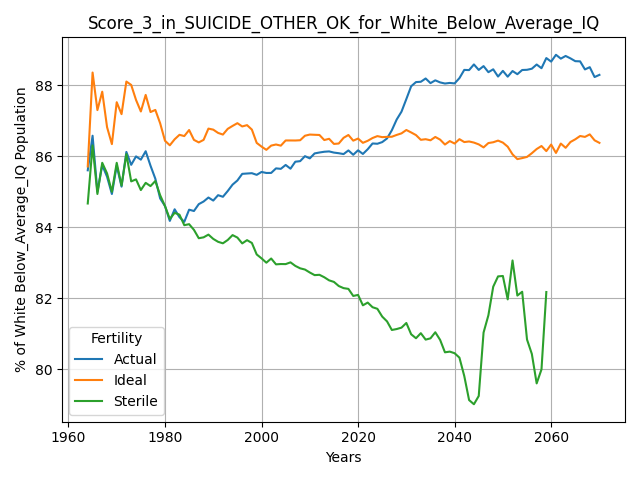 Score_3_in_SUICIDE_OTHER_OK_for_White_Below_Average_IQ
% of White Below_Average_IQ Population
88
86
84
82
80
Fertility
Actual
Ideal
Sterile
1960
1980
2000
2020
2040
2060
Years